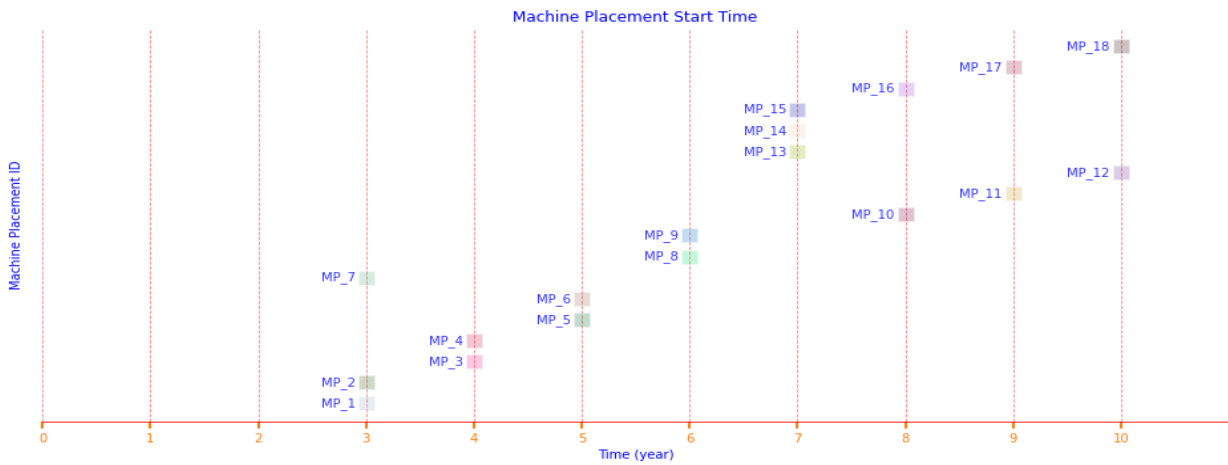 Machine Placement Start Time
MP_18
MP_17
MP_16
MP_15
MP_14
MP_13
MP_12
MP_11
MP_10
MP_9
MP_8
MP_7
MP_6
MP_5
MP_4
MP_3
MP_2
MP_1
Machine Placement ID
0 1 2 3 4 5 6 7 8 9 10
Time (year)